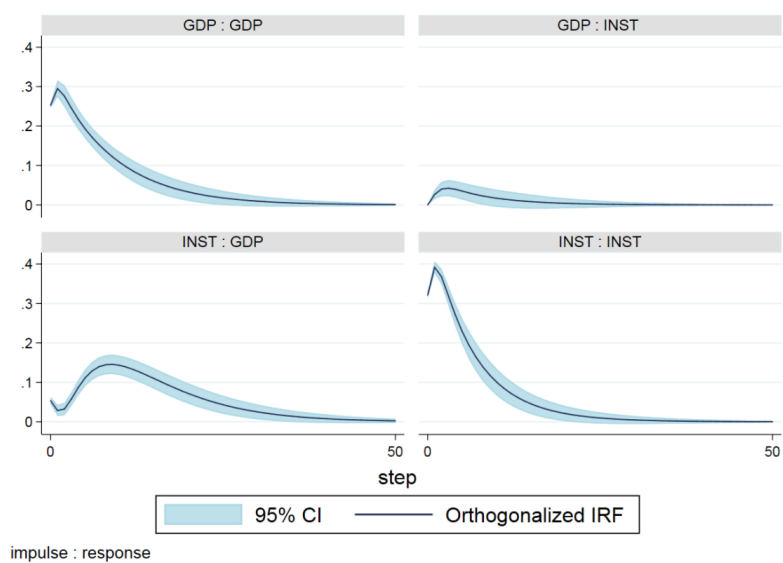 GDP : GDP
GDP : INST
.4
.3
.2
.1
0
INST : GDP
INST : INST
.4
.3
.2
.1
0
0
50
0
50
step
95% CI
Orthogonalized IRF
impulse : response